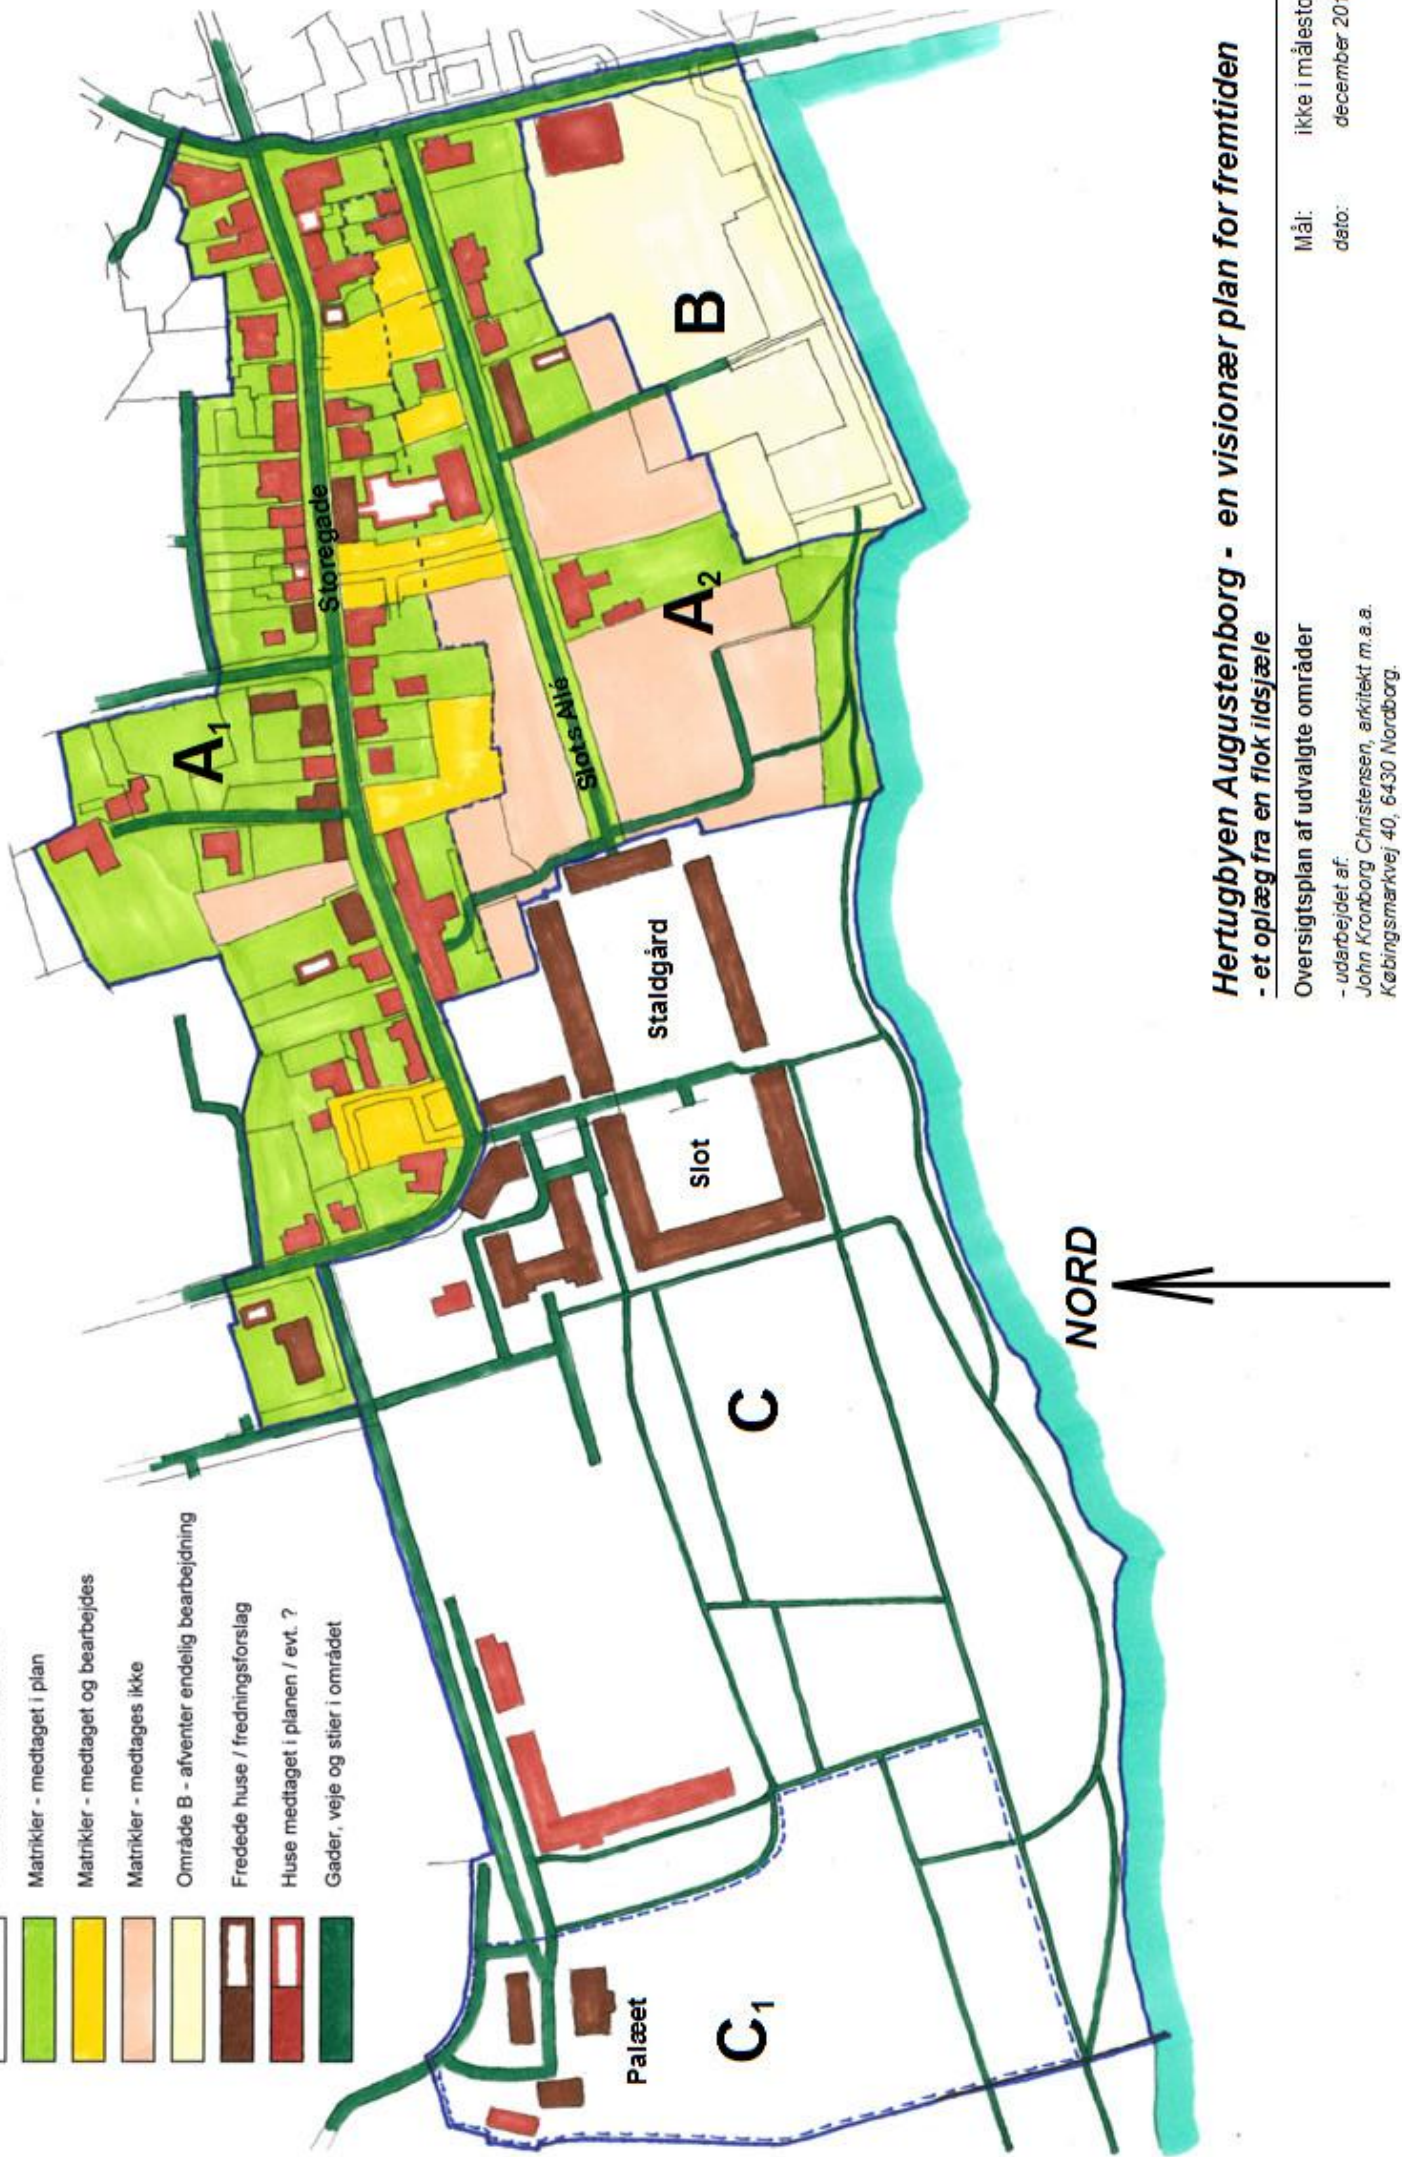 Matrikler - medtaget i plan
Matrikler - medtaget og bearbejdes
Matrikler - medtages ikke
Område B - afventer endelig bearbejdning
Fredede huse / fredningsforslag
Huse medtaget i planen / evt. ?
Gader, veje og stier i området
A1
Storegade
Slots Allé
A2
B
Staldgård
Slot
C
Palæet
C1
NORD
Hertugbyen Augustenborg - en visionær plan for fremtiden
- et oplæg fra en flok ildsjæle
Oversigtsplan af udvalgte områder
- udarbejdet af:
John Kronborg Christensen, arkitekt m.a.a.
Købingsmarkvej 40, 6430 Nordborg.
Mål: ikke i målesto
dato: december 201